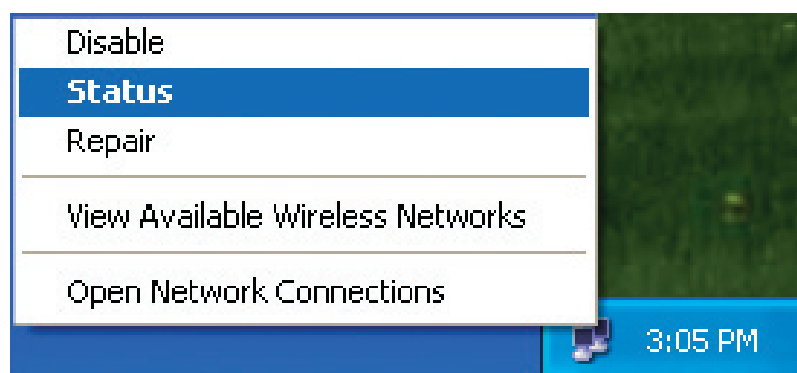 Disable
Status
Repair
View Available Wireless Networks
Open Network Connections
3:05 PM